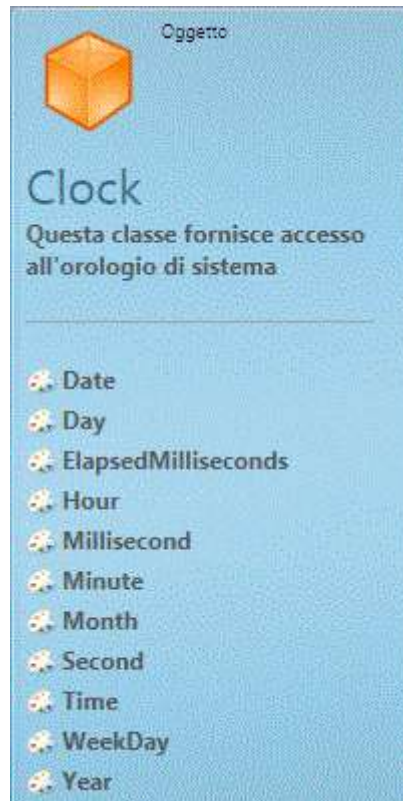 Oggetto
Clock
Questa classe fornisce accesso
all'orologio di sistema
Date
Day
ElapsedMilliseconds
Hour
Millisecond
Minute
Month
Second
Time
WeekDay
Year